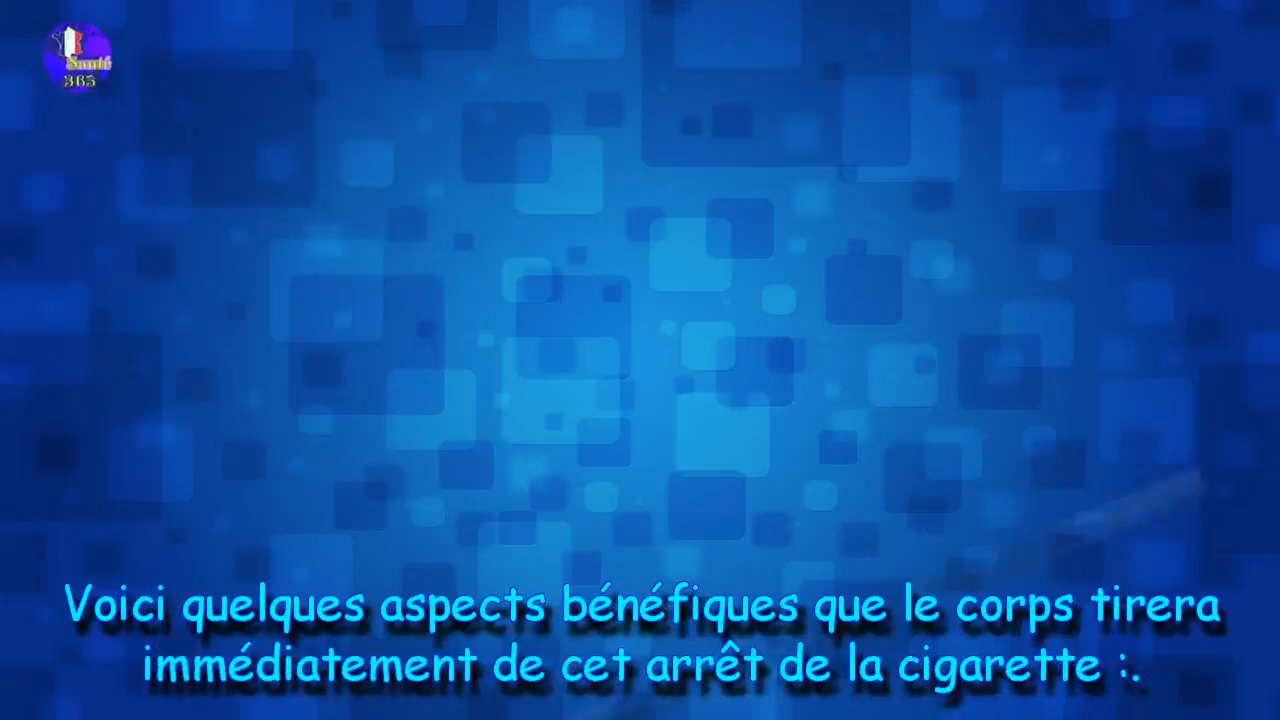 Santé
365
Voici quelques aspects bénéfiques que le corps tirera
immédiatement de cet arrêt de la cigarette :.